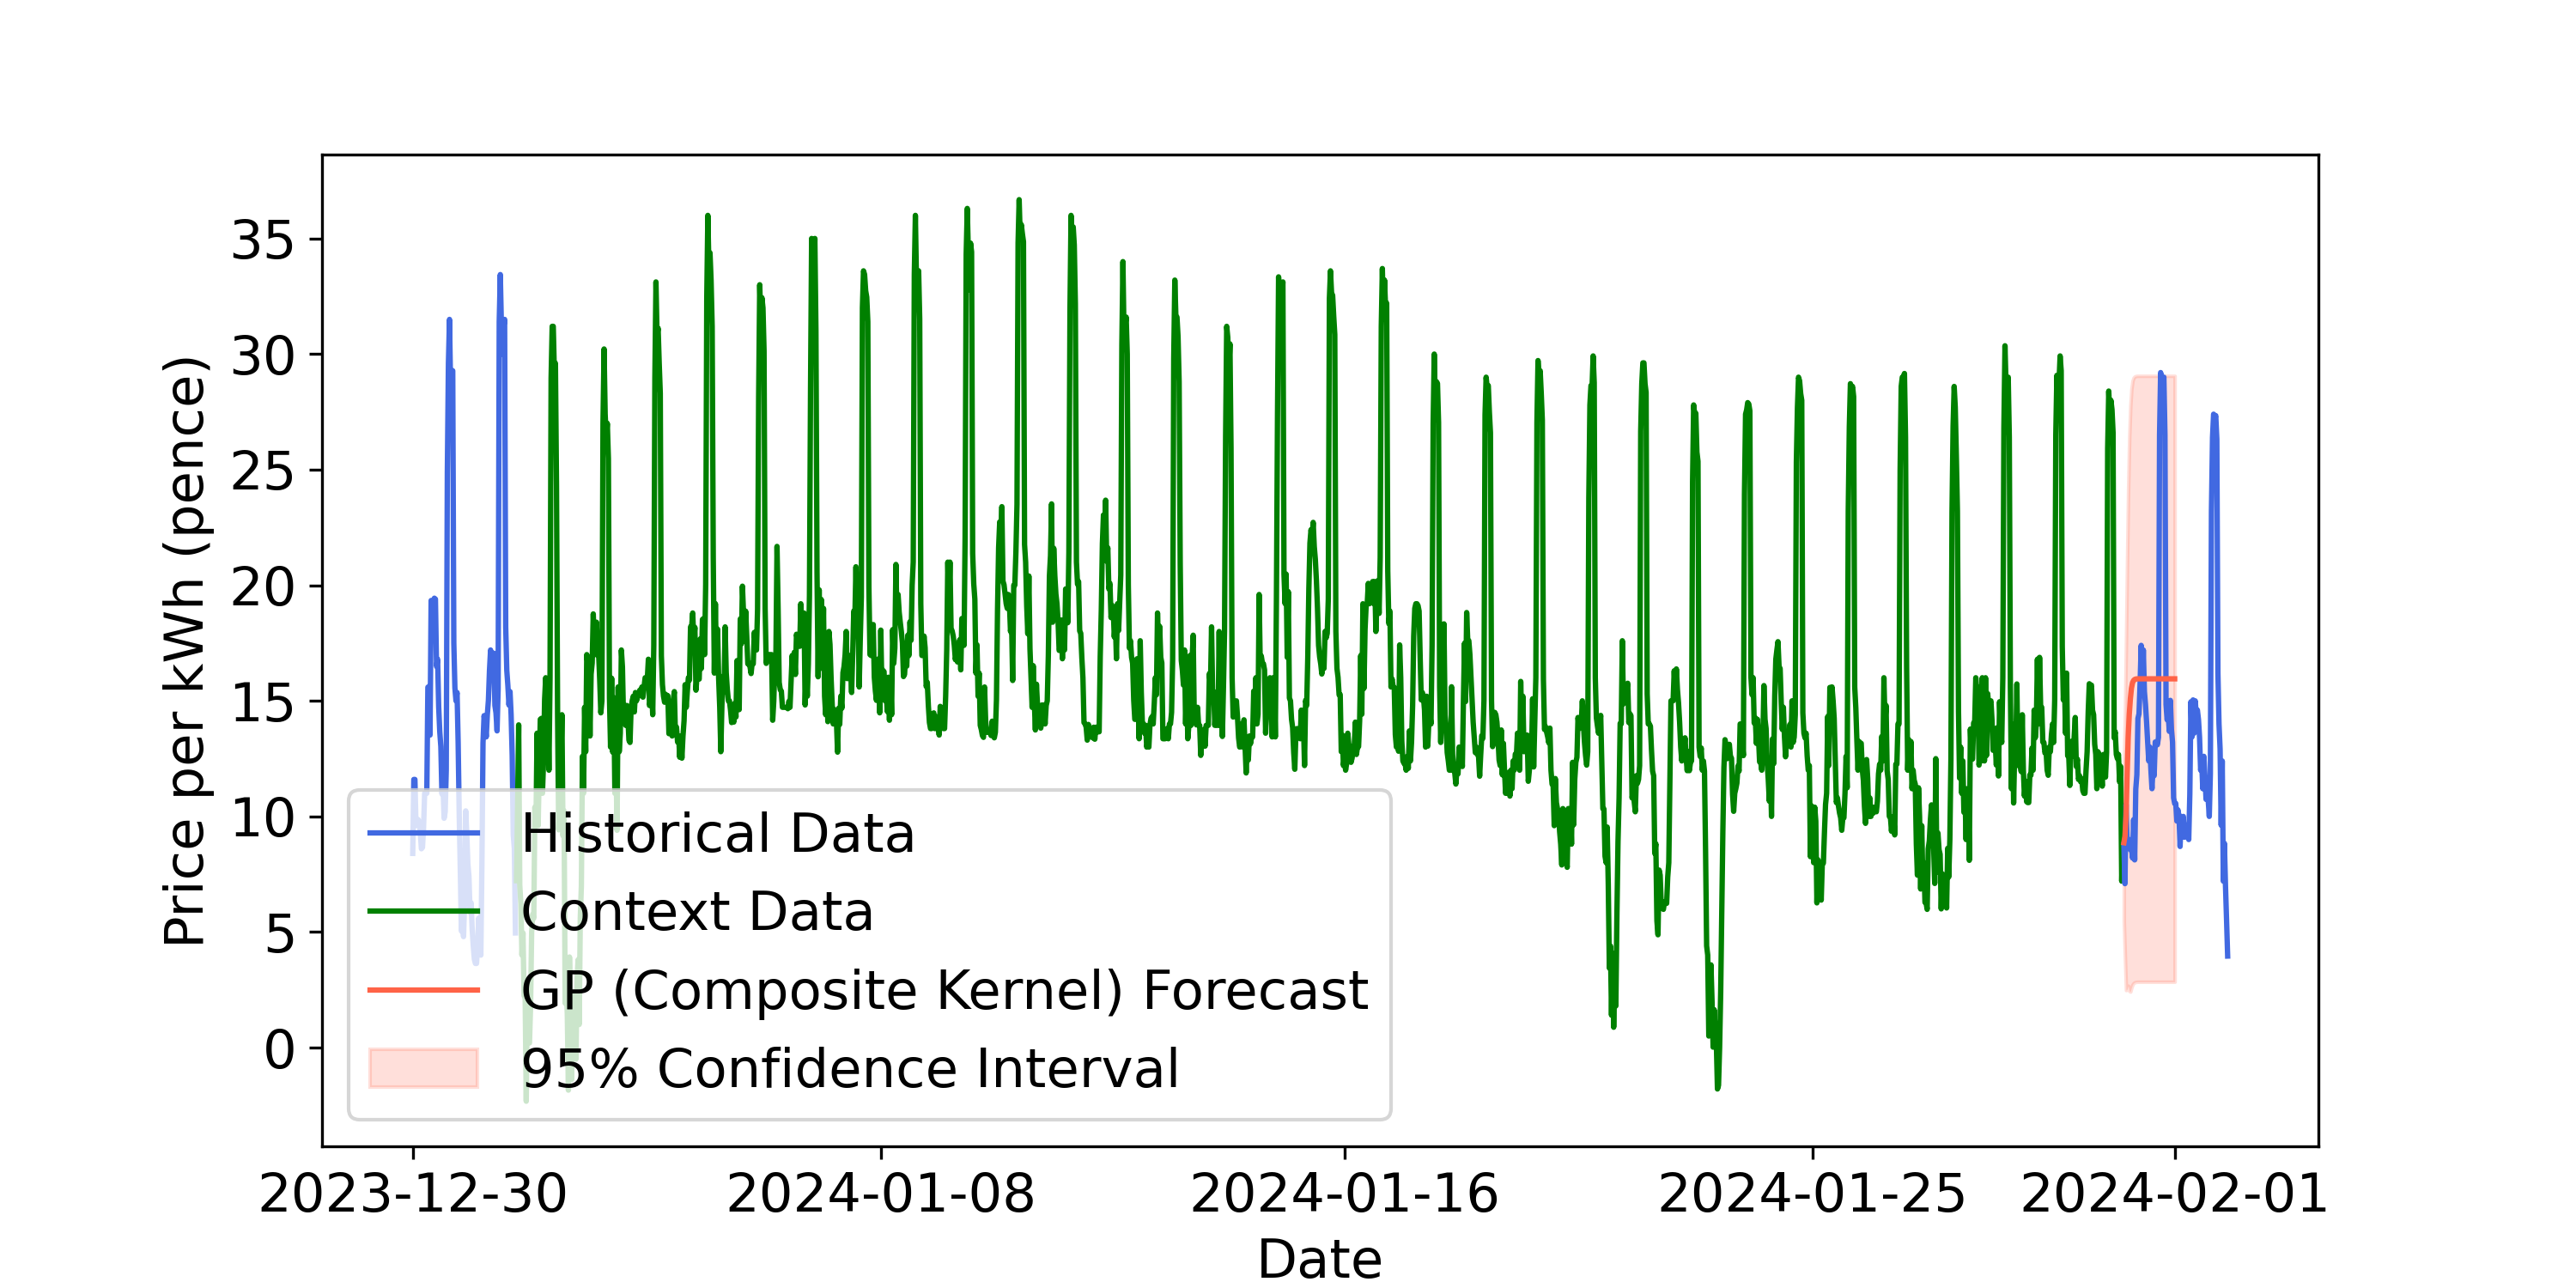 Price per kWh (pence)
35
30
25
20
15
10
5
0
Historical Data
Context Data
GP (Composite Kernel) Forecast
95% Confidence Interval
2023-12-30 2024-01-08 2024-01-16 2024-01-25 2024-02-01
Date